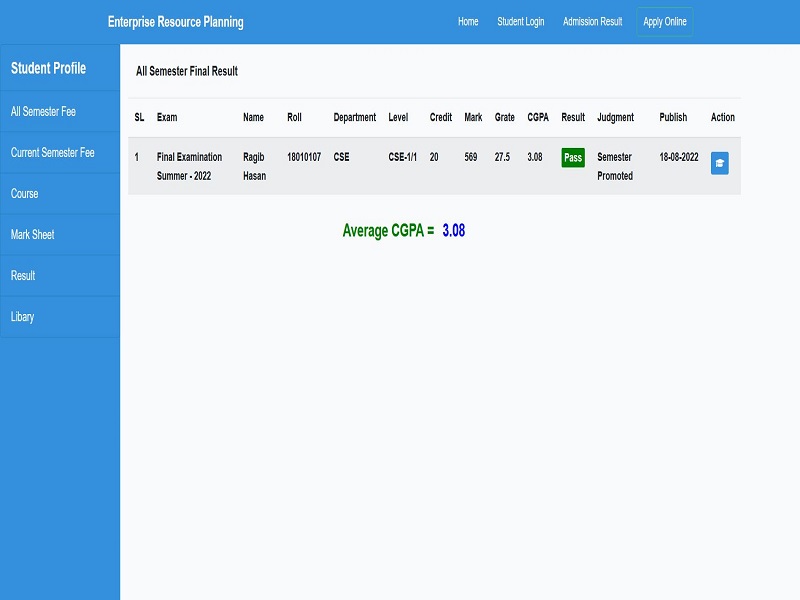 Enterprise Resource Planning Home Student Login Admission Result Apply Online
Student Profile
All Semester Fee
Current Semester Fee
Course
Mark Sheet
Result
Libary
All Semester Final Result
SL Exam Name Roll Department Level Credit Mark Grate CGPA Result Judgment Publish Action
1 Final Examination Ragib 18010107 CSE CSE-1/1 20 569 27.5 3.08 Pass Semester 18-08-2022
Summer - 2022 Hasan Promoted
Average CGPA = 3.08